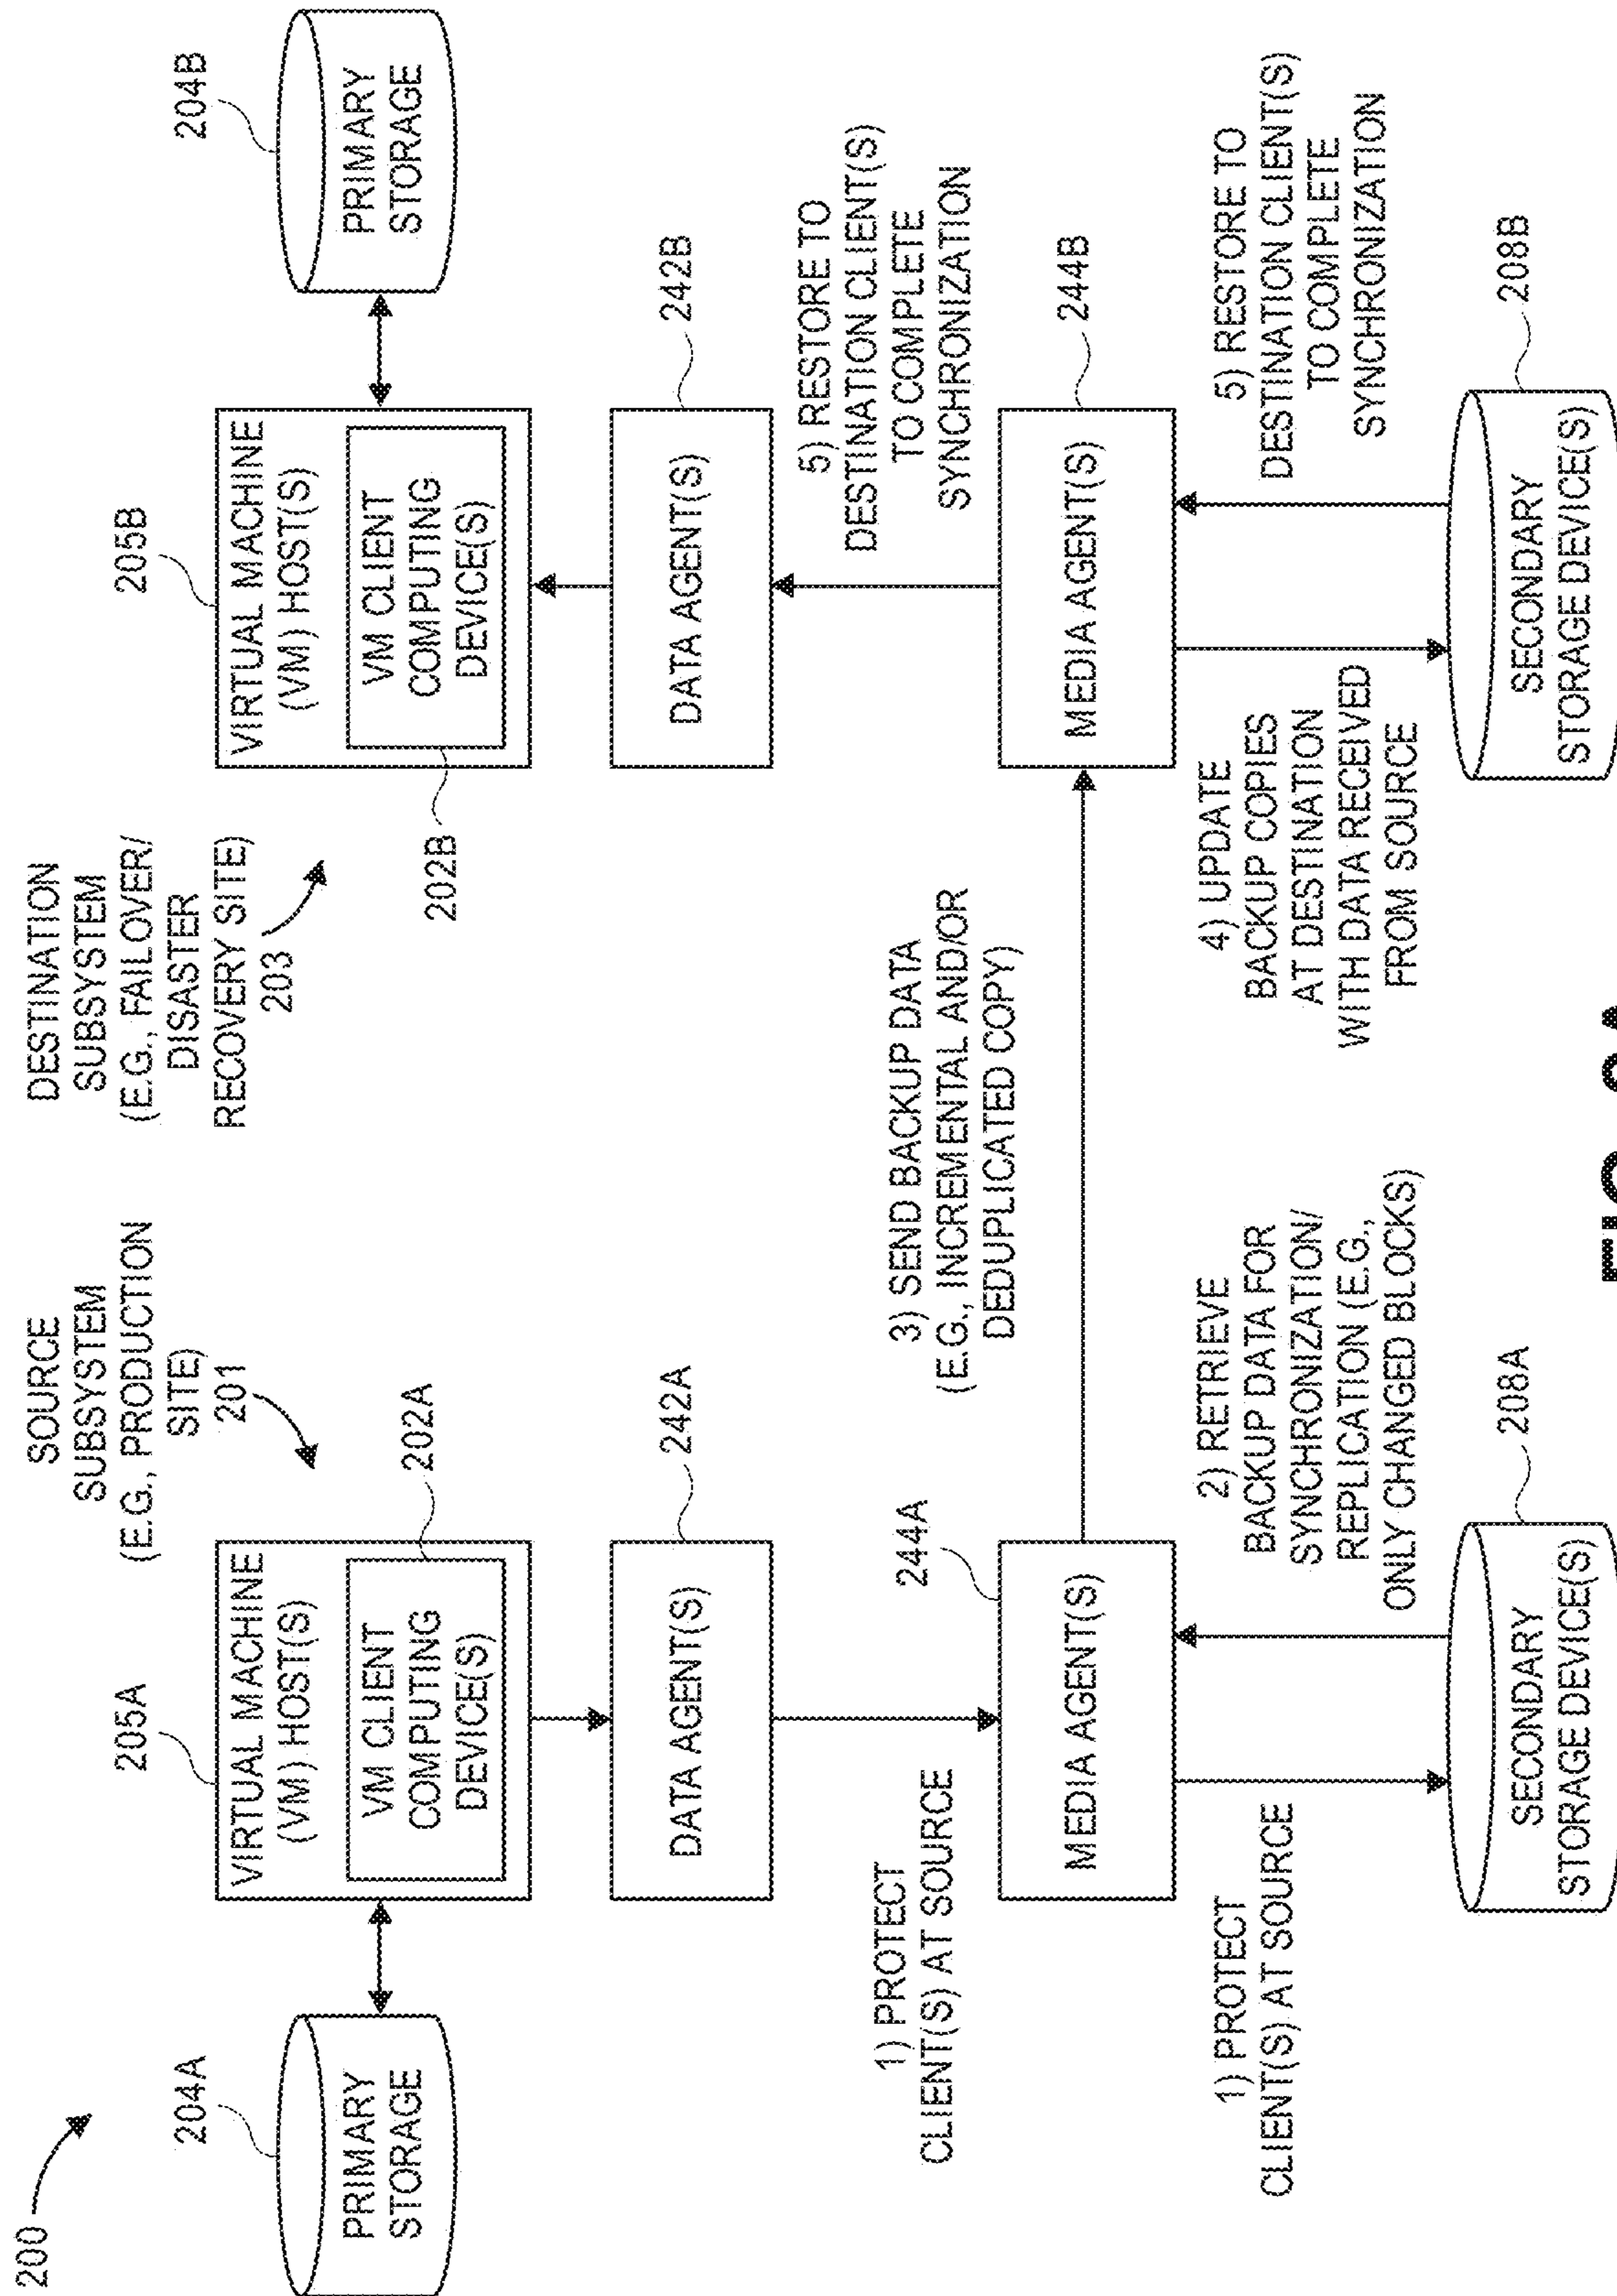 200
SOURCE
SUBSYSTEM
(E.G., PRODUCTION
SITE)
201
DESTINATION
SUBSYSTEM
(E.G., FAILOVER/
DISASTER
RECOVERY SITE)
203
204A
PRIMARY
STORAGE
205A
VIRTUAL MACHINE
(VM) HOST(S)
VM CLIENT
COMPUTING
DEVICE(S)
202A
205B
VIRTUAL MACHINE
(VM) HOST(S)
VM CLIENT
COMPUTING
DEVICE(S)
202B
204B
PRIMARY
STORAGE
DATA AGENT(S)
242A
DATA AGENT(S)
242B
1) PROTECT
CLIENT(S) AT SOURCE
3) SEND BACKUP DATA
(E.G., INCREMENTAL AND/OR
DEDUPLICATED COPY)
5) RESTORE TO
DESTINATION CLIENT(S)
TO COMPLETE
SYNCHRONIZATION
244A
MEDIA AGENT(S)
MEDIA AGENT(S)
244B
1) PROTECT
CLIENT(S) AT SOURCE
2) RETRIEVE
BACKUP DATA FOR
SYNCHRONIZATION/
REPLICATION (E.G.,
ONLY CHANGED BLOCKS)
4) UPDATE
BACKUP COPIES
AT DESTINATION
WITH DATA RECEIVED
FROM SOURCE
5) RESTORE TO
DESTINATION CLIENT(S)
TO COMPLETE
SYNCHRONIZATION
SECONDARY
STORAGE DEVICE(S)
208A
SECONDARY
STORAGE DEVICE(S)
208B